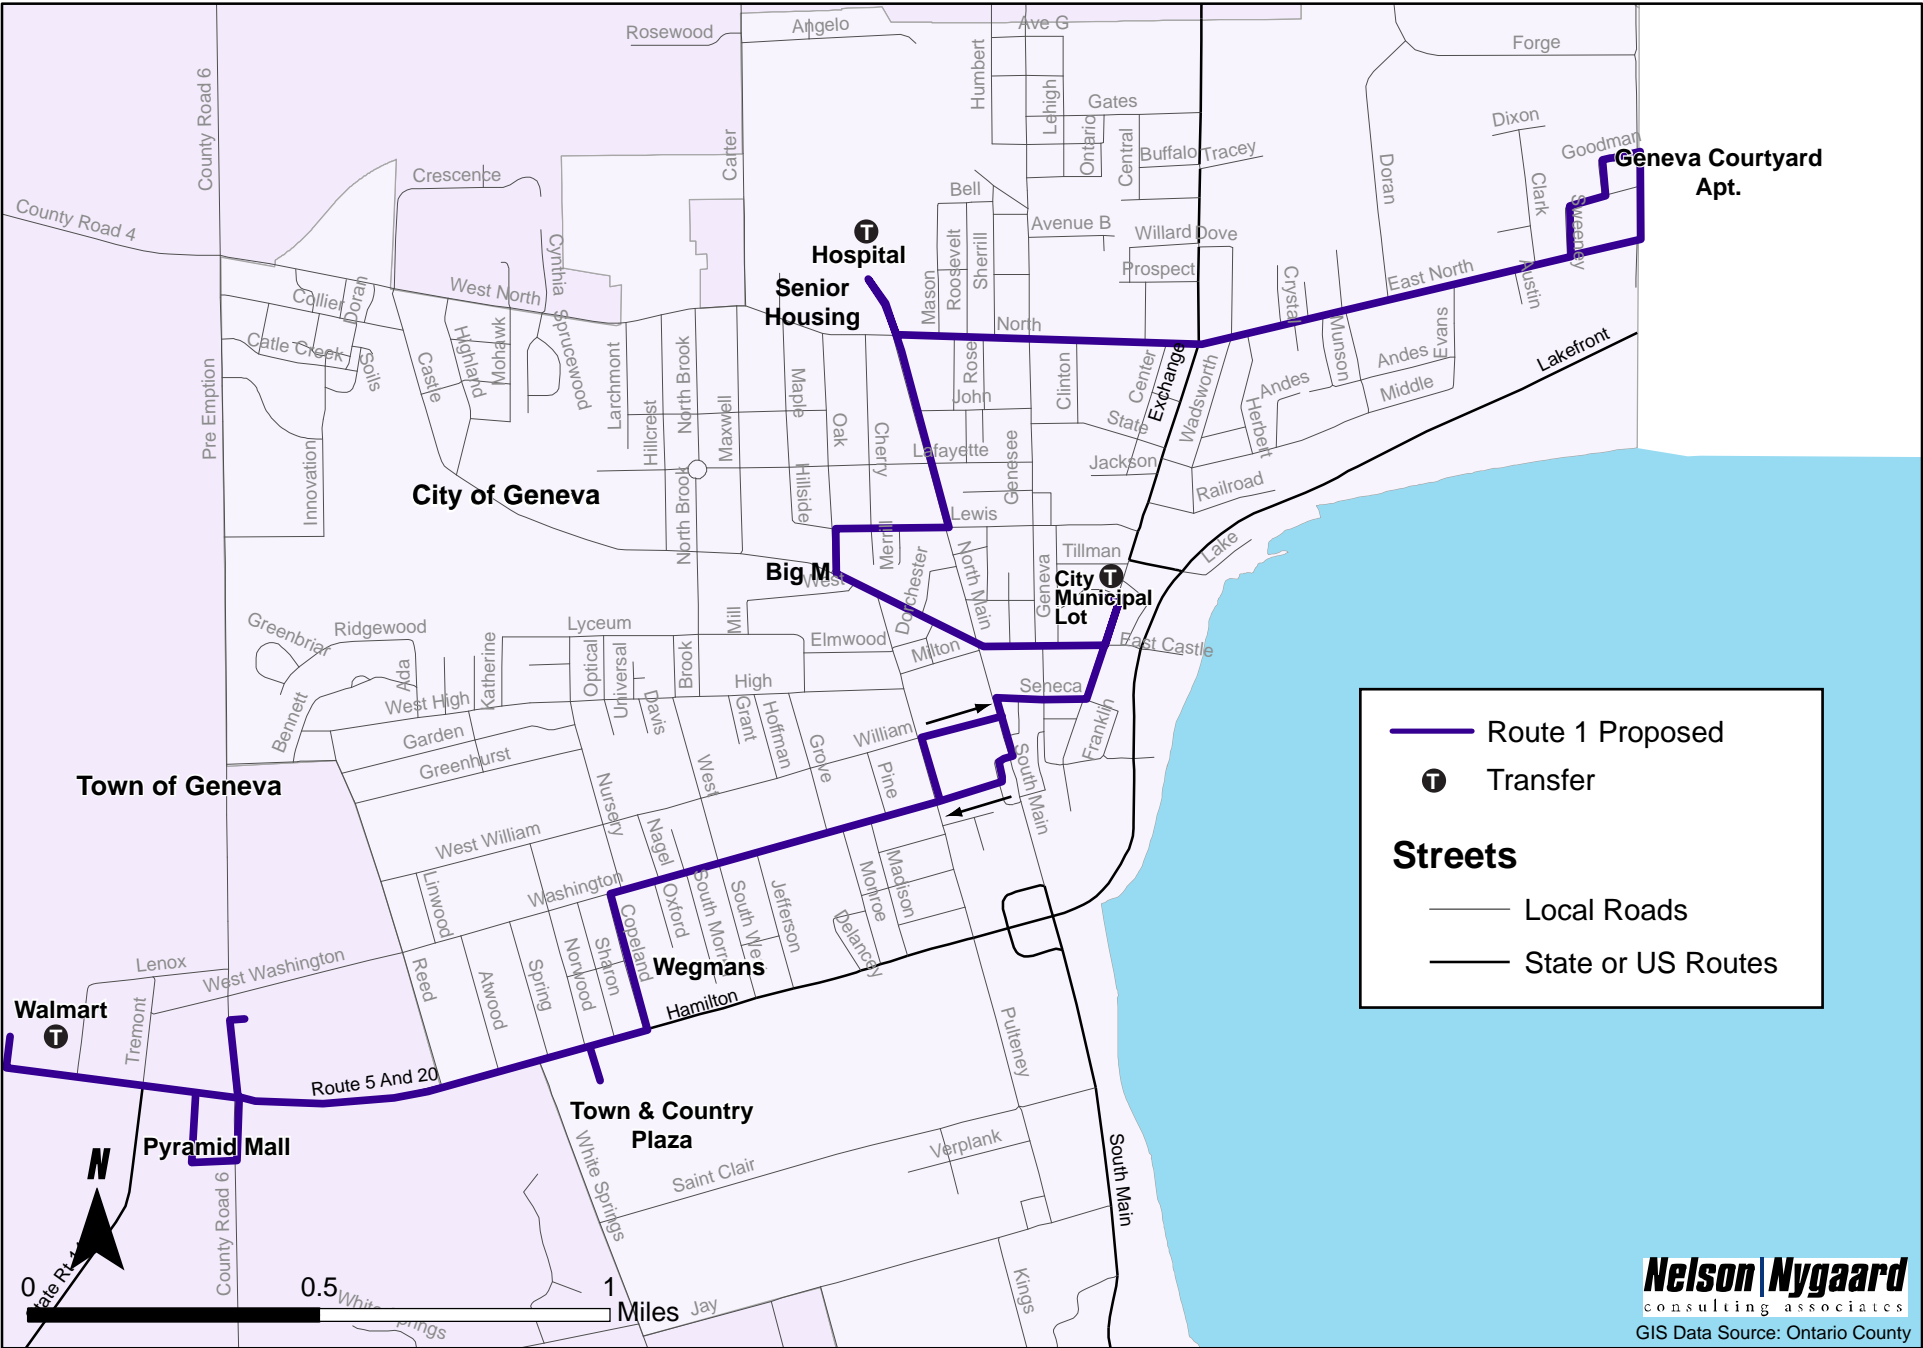 Rosewood
Angelo
Ave G
Forge
County Road 6
Humbert
Lehigh
Gates
Dixon
Ontario
Central
Buffalo
Tracey
Goodman
Carter
Crescence
Doran
Clark
Geneva Courtyard
Apt.
Bell
Sweeney
County Road 4
Avenue B
Willard
Dove
Hospital
Roosevelt
Sherrill
Mason
Prospect
Cynthia
East North
Crystal
Austin
West North
Collier
Doran
Senior
Housing
North
Munson
Evans
Lakefront
Catle Creek
Soils
Castle
Highland
Mohawk
Sprucewood
Larchmont
Hillcrest
North Brook
Maxwell
Maple
Oak
Cherry
Rose
John
Clinton
Center
State
Exchange
Wadsworth
Andes
Andes
Middle
Herbert
Pre Emption
Innovation
City of Geneva
North Brook
Hillside
Lafayette
Genesee
Jackson
Railroad
Lewis
Merrill
Dorchester
North Main
Geneva
Tillman
Lake
Big M
West
City
Municipal
Lot
Mill
Greenbriar
Ridgewood
Lyceum
Elmwood
Milton
East Castle
Ada
Katherine
Optical
Universal
Brook
High
Seneca
Bennett
West High
Davis
Grant
Hoffman
Franklin
Garden
Greenhurst
William
Grove
Pine
South Main
Town of Geneva
Nursery
West
West William
Nagel
Linwood
Washington
Oxford
Jefferson
Monroe
Madison
Delancey
Copeland
Sharon
Norwood
Spring
Atwood
Reed
Wegmans
Hamilton
Lenox
West Washington
Walmart
Tremont
Route 5 And 20
Pulteney
Pyramid Mall
Town & Country
Plaza
White Springs
Verplank
Saint Clair
South Main
County Road 6
Kings
Jay
N
0
0.5
1
Miles
Route 1 Proposed
T
Transfer
Streets
Local Roads
State or US Routes
Nelson|Nygaard
consulting associates
GIS Data Source: Ontario County